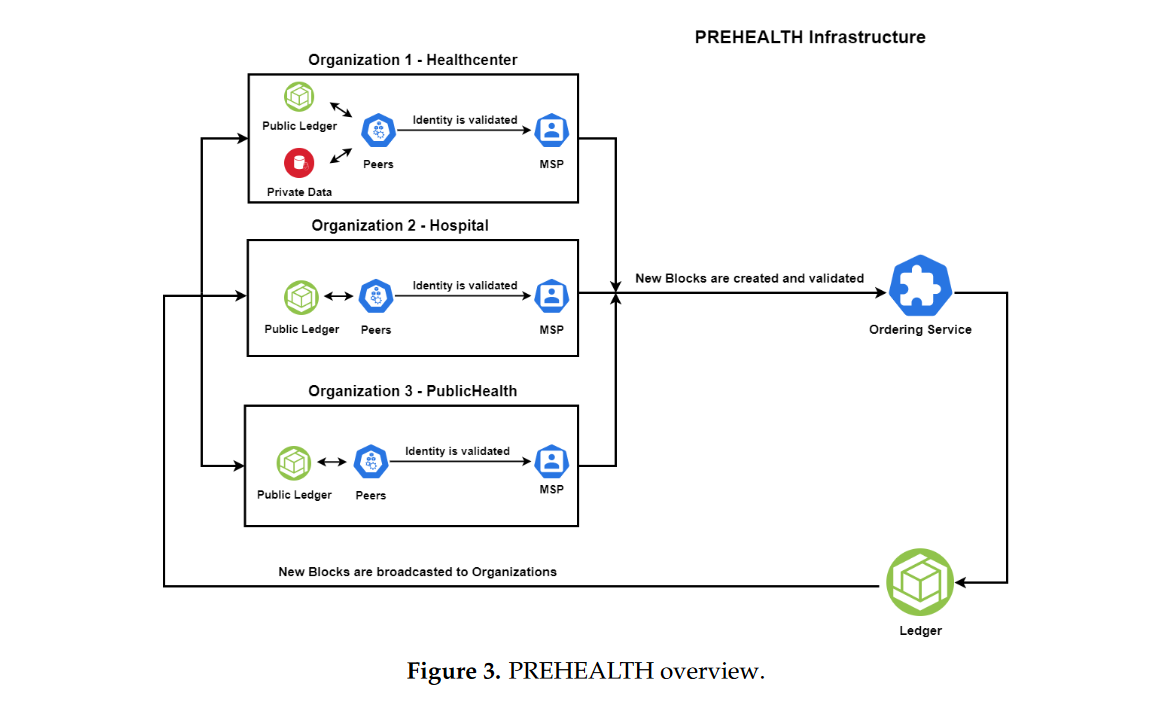 PREHEALTH Infrastructure
Organization 1 - Healthcenter
Public Ledger
Private Data
Peers
Identity is validated
MSP
Organization 2 - Hospital
Public Ledger
Peers
Identity is validated
MSP
New Blocks are created and validated
Ordering Service
Organization 3 - PublicHealth
Public Ledger
Peers
Identity is validated
MSP
New Blocks are broadcasted to Organizations
Ledger
Figure 3. PREHEALTH overview.